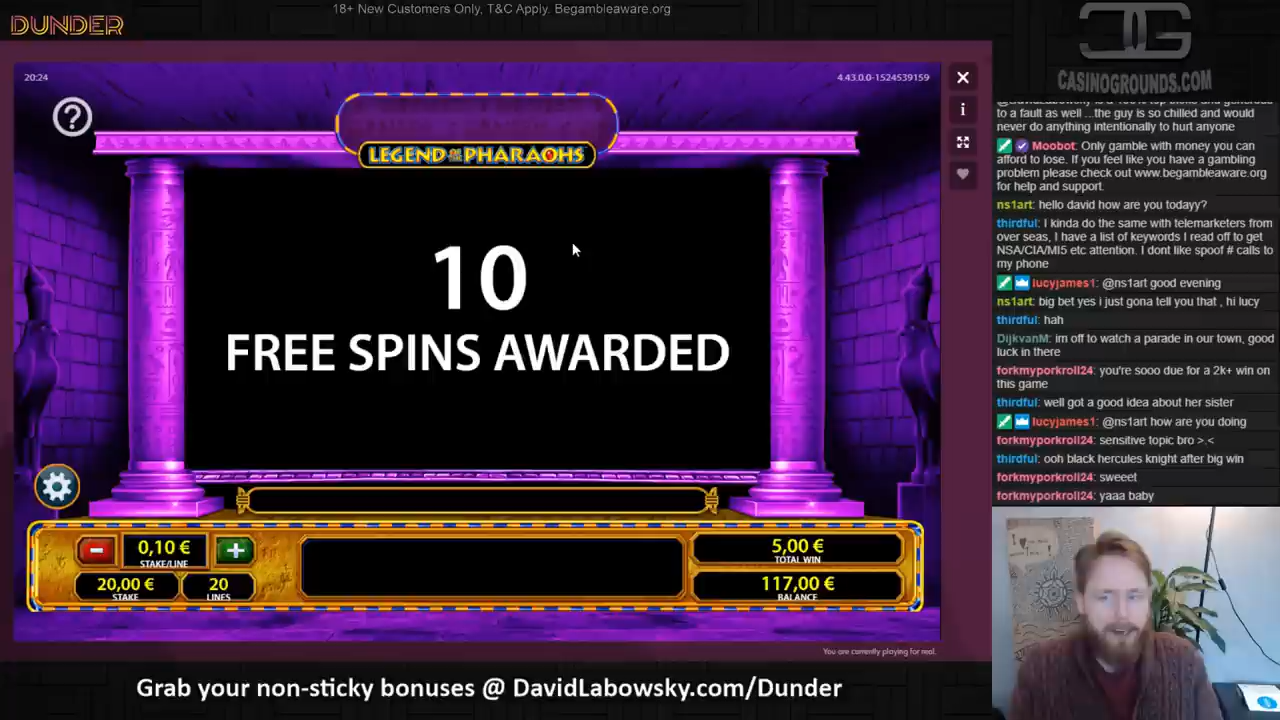 18+ New Customers Only, T&C Apply. Begambleaware.org
DUNDER
20:24
4.43.0.0-1524539159
?
LEGEND OF THE PHARAOHS
10
FREE SPINS AWARDED
0,10 €
STAKE/LINE
20,00 €
STAKE
20
LINES
5,00 €
TOTAL WIN
117,00 €
BALANCE
You are currently playing for real.
Grab your non-sticky bonuses @ DavidLabowsky.com/Dunder
CASINOGROUNDS.COM
to a fault as well ...the guy is so chilled and would
never do anything intentionally to hurt anyone
Moobot: Only gamble with money you can
afford to lose. If you feel like you have a gambling
problem please check out www.begambleaware.org
for help and support.
ns1art: hello david how are you todayy?
thirdful: I kinda do the same with telemarketers from
over seas, I have a list of keywords I read off to get
NSA/CIA/MI5 etc attention. I dont like spoof # calls to
my phone
lucyjames1: @ns1art good evening
ns1art: big bet yes i just gona tell you that , hi lucy
thirdful: hah
DijkvanM: im off to watch a parade in our town, good
luck in there
forkmyporkroll24: you're sooo due for a 2k+ win on
this game
thirdful: well got a good idea about her sister
lucyjames1: @ns1art how are you doing
forkmyporkroll24: sensitive topic bro >.<
thirdful: ooh black hercules knight after big win
forkmyporkroll24: sweeet
forkmyporkroll24: yaaa baby